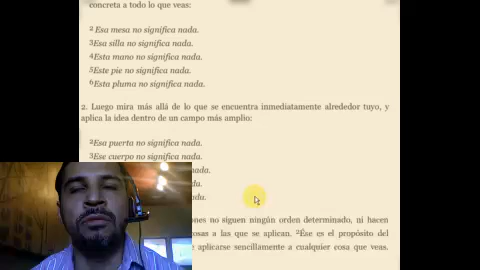 concreta a todo lo que veas:
2 Esa mesa no significa nada.
3Esa silla no significa nada.
4Esta mano no significa nada.
5Este pie no significa nada.
6Esta pluma no significa nada.
2. Luego mira más allá de lo que se encuentra inmediatamente alrededor tuyo, y
aplica la idea dentro de un campo más amplio:
2Esa puerta no significa nada.
3Ese cuerpo no significa nada.
nada.
da.
da.
nes no siguen ningún orden determinado, ni hacen
osas a las que se aplican. 2Ése es el propósito del
aplicarse sencillamente a cualquier cosa que veas.